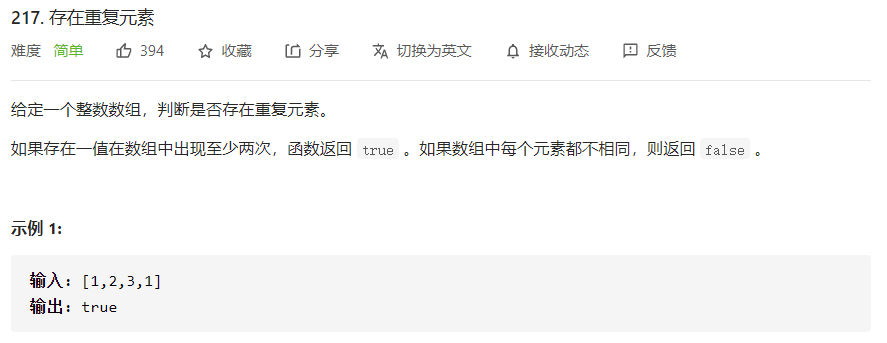 217. 存在重复元素
难度 简单 394 收藏 分享 切换为英文 接收动态 反馈
给定一个整数数组，判断是否存在重复元素。
如果存在一值在数组中出现至少两次，函数返回 true 。如果数组中每个元素都不相同，则返回 false 。
示例 1:
输入: [1,2,3,1]
输出: true